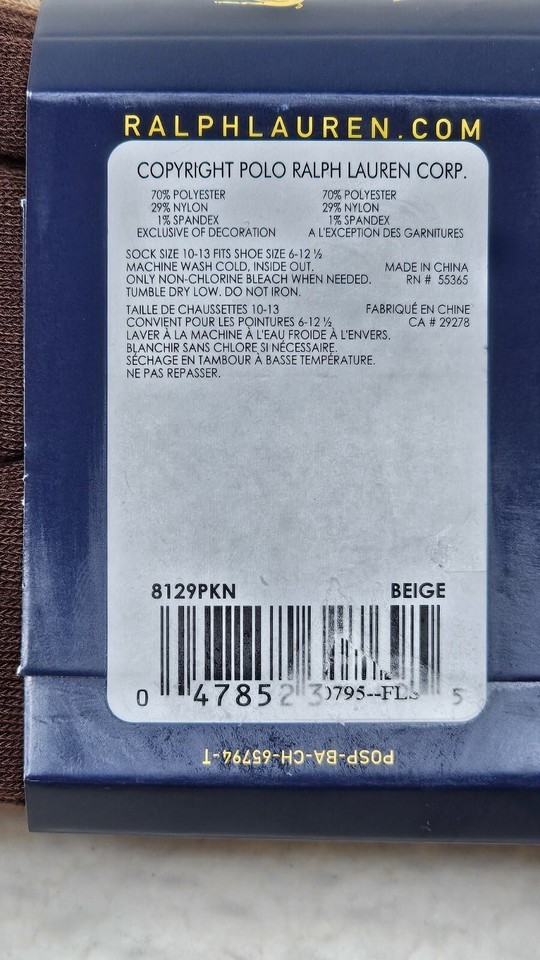 RALPHLAUREN.COM
COPYRIGHT POLO RALPH LAUREN CORP.
70% POLYESTER 70% POLYESTER
29% NYLON 29% NYLON
1% SPANDEX 1% SPANDEX
EXCLUSIVE OF DECORATION A L'EXCEPTION DES GARNITURES
SOCK SIZE 10-13 FITS SHOE SIZE 6-12 ½
MACHINE WASH COLD, INSIDE OUT. MADE IN CHINA
ONLY NON-CHLORINE BLEACH WHEN NEEDED. RN # 55365
TUMBLE DRY LOW. DO NOT IRON.
TAILLE DE CHAUSSETTES 10-13 FABRIQUÉ EN CHINE
CONVIENT POUR LES POINTURES 6-12 ½ CA # 29278
LAVER À LA MACHINE À L'EAU FROIDE À L'ENVERS.
BLANCHIR SANS CHLORE SI NÉCESSAIRE.
SÉCHAGE EN TAMBOUR À BASSE TEMPÉRATURE.
NE PAS REPASSER.
8129PKN BEIGE
0 47852 3 5
POSP-BA-CH-65794-T